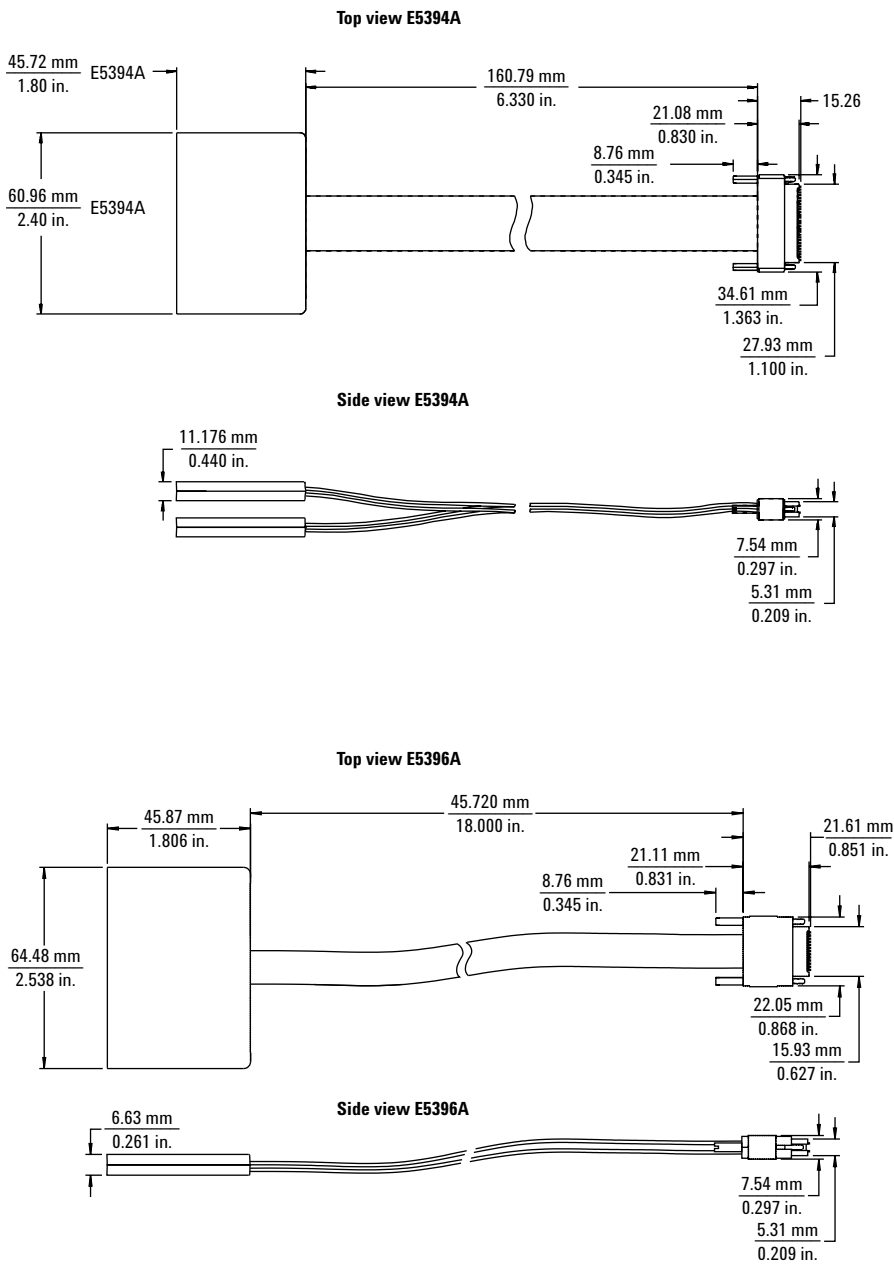 Top view E5394A
45.72 mm
1.80 in.
E5394A
160.79 mm
6.330 in.
15.26
21.08 mm
0.830 in.
8.76 mm
0.345 in.
60.96 mm
2.40 in.
E5394A
34.61 mm
1.363 in.
27.93 mm
1.100 in.
Side view E5394A
11.176 mm
0.440 in.
7.54 mm
0.297 in.
5.31 mm
0.209 in.
Top view E5396A
45.87 mm
1.806 in.
45.720 mm
18.000 in.
21.61 mm
0.851 in.
21.11 mm
0.831 in.
8.76 mm
0.345 in.
64.48 mm
2.538 in.
22.05 mm
0.868 in.
15.93 mm
0.627 in.
Side view E5396A
6.63 mm
0.261 in.
7.54 mm
0.297 in.
5.31 mm
0.209 in.